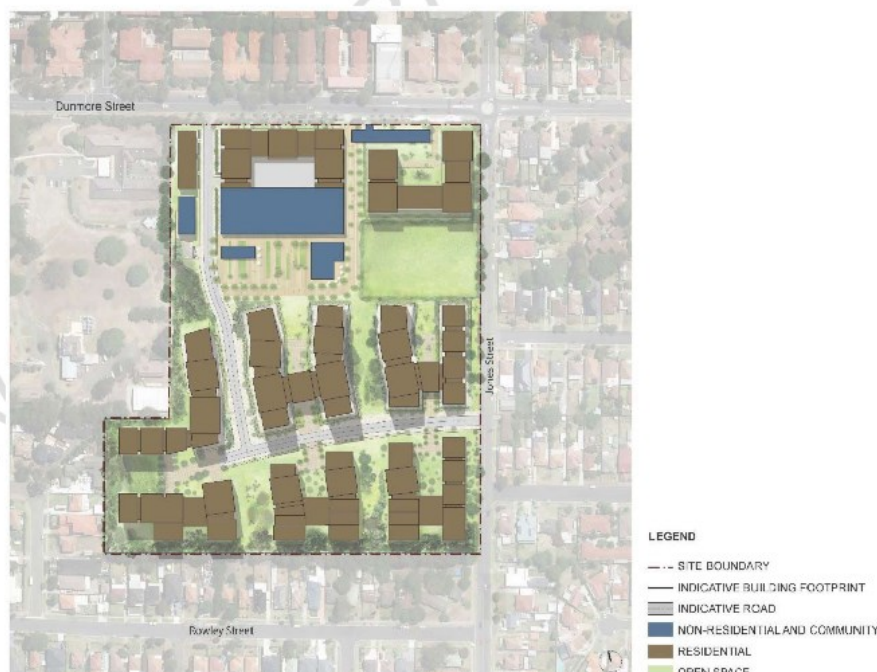 Dunmore Street
Jones Street
Rowley Street
LEGEND
SITE BOUNDARY
INDICATIVE BUILDING FOOTPRINT
INDICATIVE ROAD
NON-RESIDENTIAL AND COMMUNITY
RESIDENTIAL
OPEN SPACE